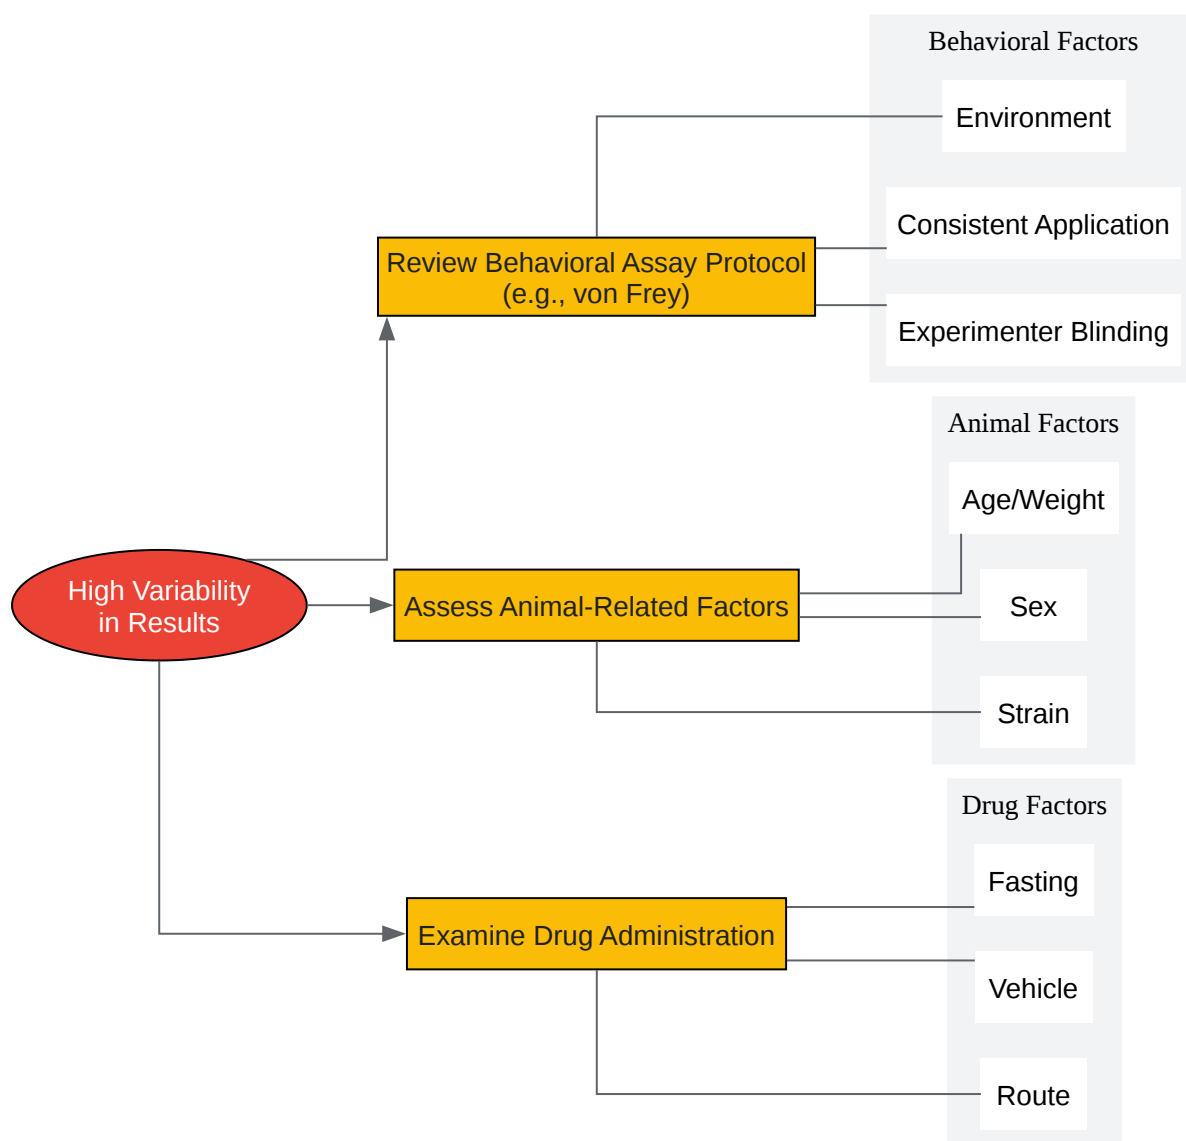 Behavioral Factors
Environment
Consistent Application
Review Behavioral Assay Protocol
(e.g., von Frey)
Experimenter Blinding
Animal Factors
Age/Weight
High Variability
in Results
Assess Animal-Related Factors
Sex
Strain
Drug Factors
Fasting
Examine Drug Administration
Vehicle
Route